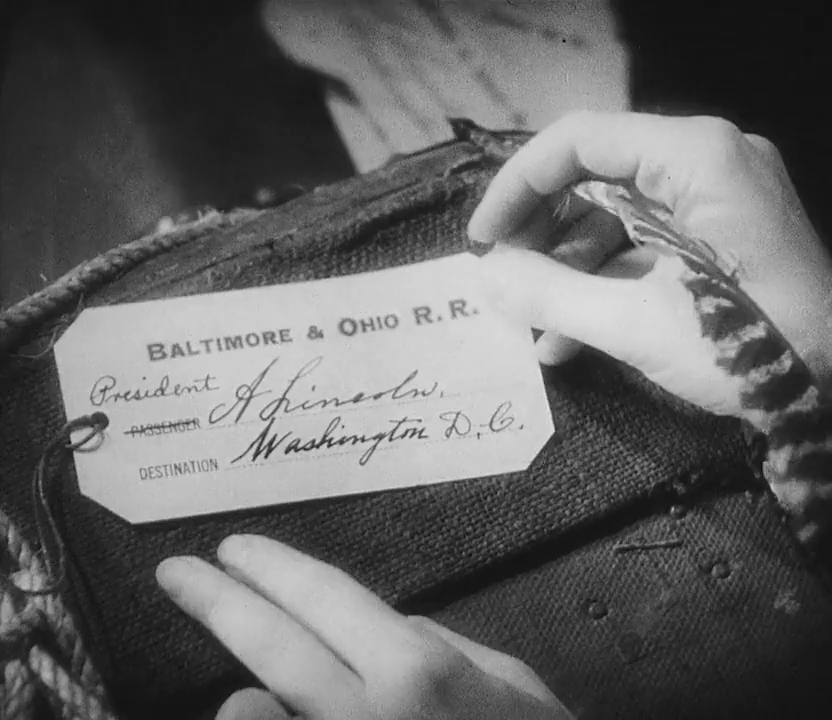 BALTIMORE & OHIO R.R.
President
PASSENGER A Lincoln.
DESTINATION Washington D.C.